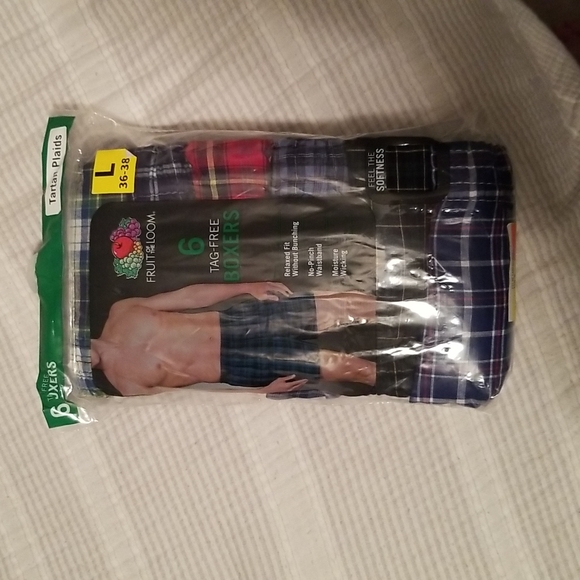 Tartan Plaids
L
36-38
FRUIT OF THE LOOM.
6
TAG-FREE
BOXERS
Relaxed Fit
Without Bunching
No-Pinch
Waistband
Moisture
Wicking
FEEL THE
SOFTNESS
6
FREE
OXERS